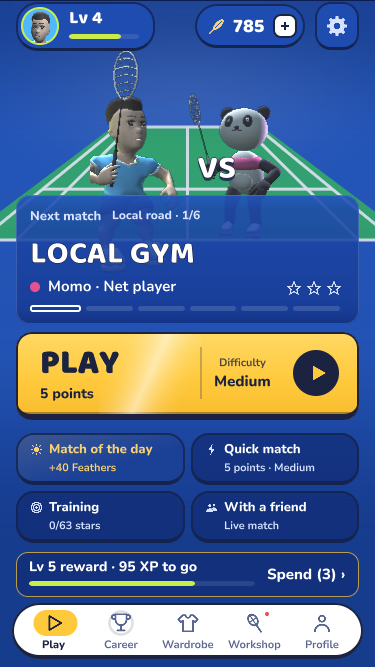 Lv 4
785
VS
Next match Local road · 1/6
LOCAL GYM
Momo · Net player
PLAY
5 points
Difficulty
Medium
Match of the day
+40 Feathers
Quick match
5 points · Medium
Training
0/63 stars
With a friend
Live match
Lv 5 reward · 95 XP to go
Spend (3) ›
Play
Career
Wardrobe
Workshop
Profile